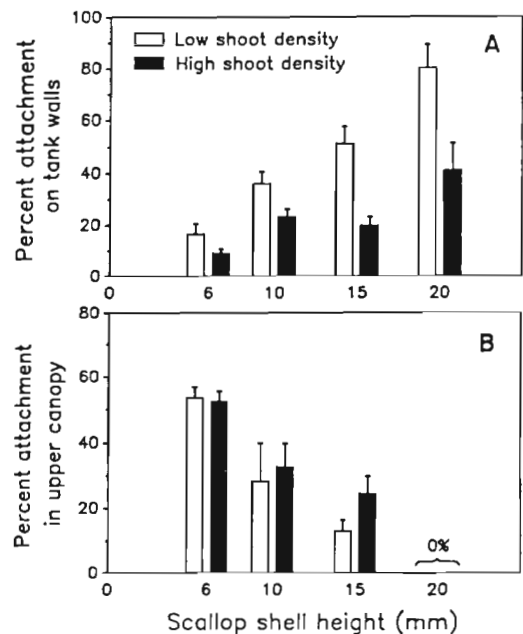 100
80
60
40
20
0
Percent attachment
on tank walls
Low shoot density
High shoot density
A
0 6 10 15 20
80
60
40
20
0
Percent attachment
in upper canopy
B
0%
0 6 10 15 20
Scallop shell height (mm)